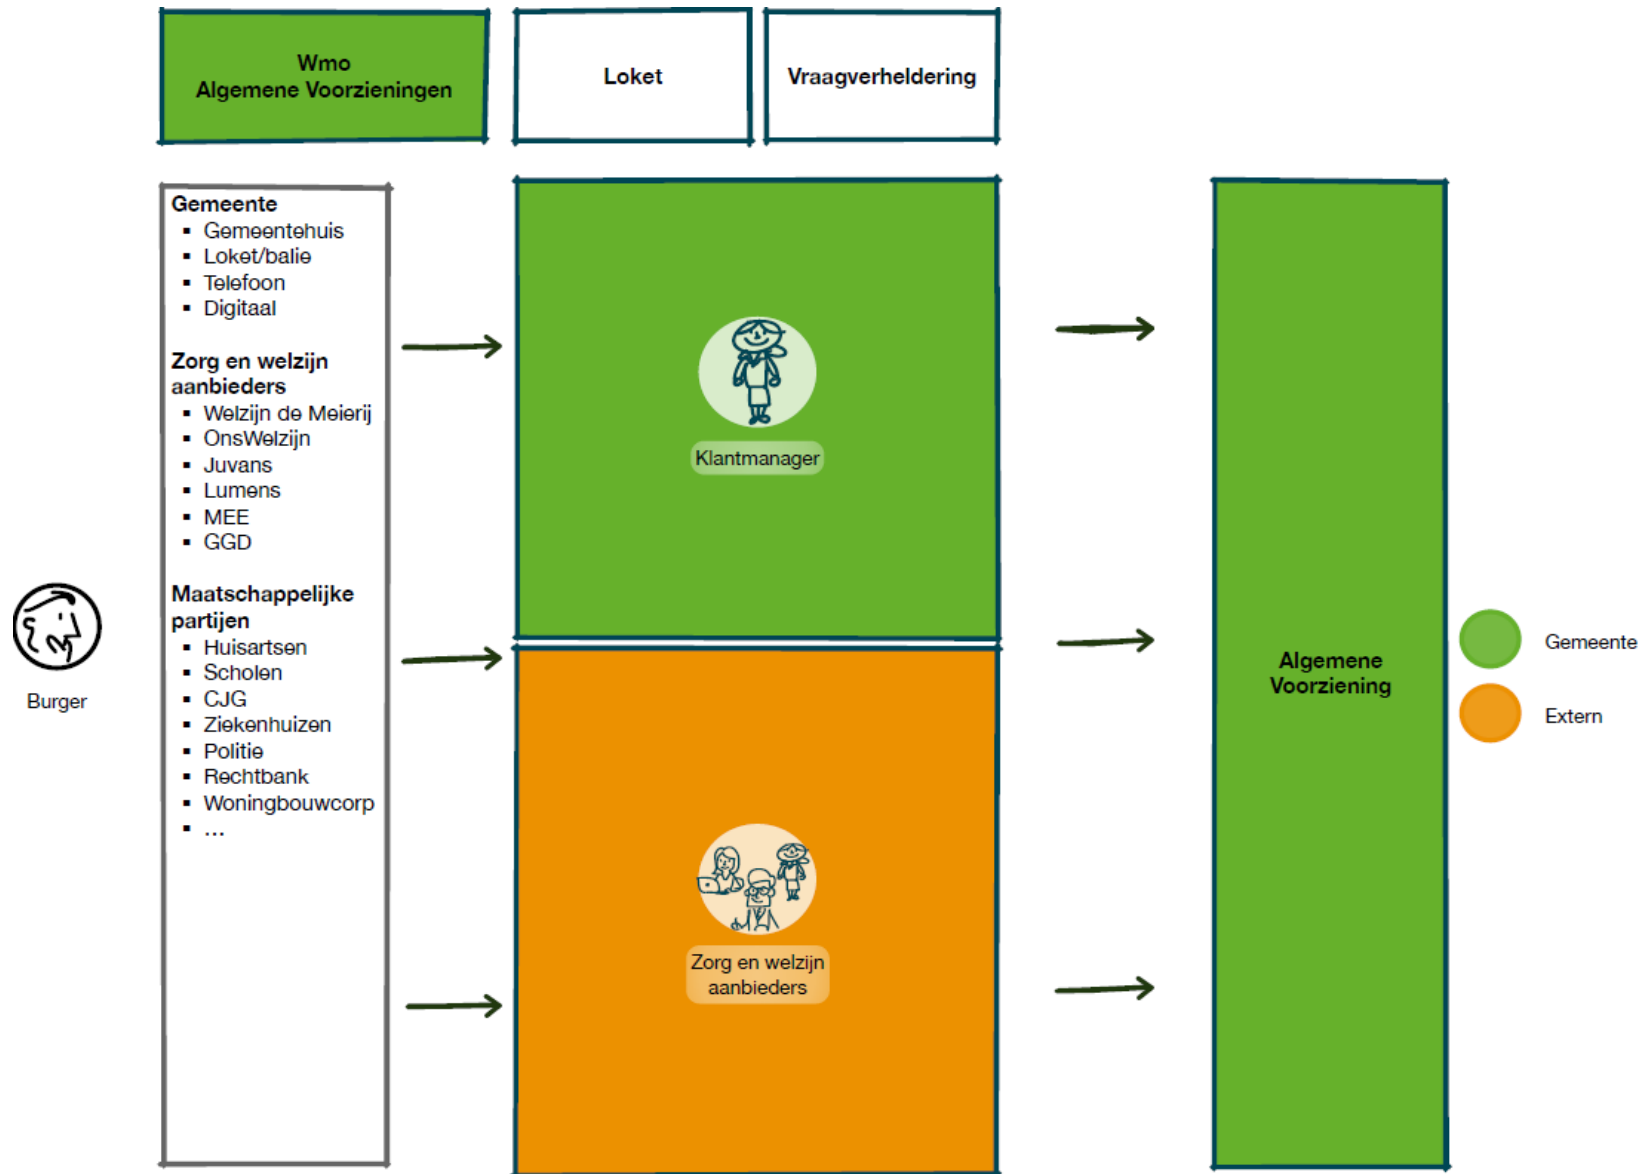 Wmo
Algemene Voorzieningen
Loket
Vraagverheldering
Gemeente
▪ Gemeentehuis
▪ Loket/balie
▪ Telefoon
▪ Digitaal
Zorg en welzijn
aanbieders
▪ Welzijn de Meierij
▪ OnsWelzijn
▪ Juvans
▪ Lumens
▪ MEE
▪ GGD
Maatschappelijke
partijen
▪ Huisartsen
▪ Scholen
▪ CJG
▪ Ziekenhuizen
▪ Politie
▪ Rechtbank
▪ Woningbouwcorp
▪ ...
Burger
Klantmanager
Zorg en welzijn
aanbieders
Algemene
Voorziening
Gemeente
Extern